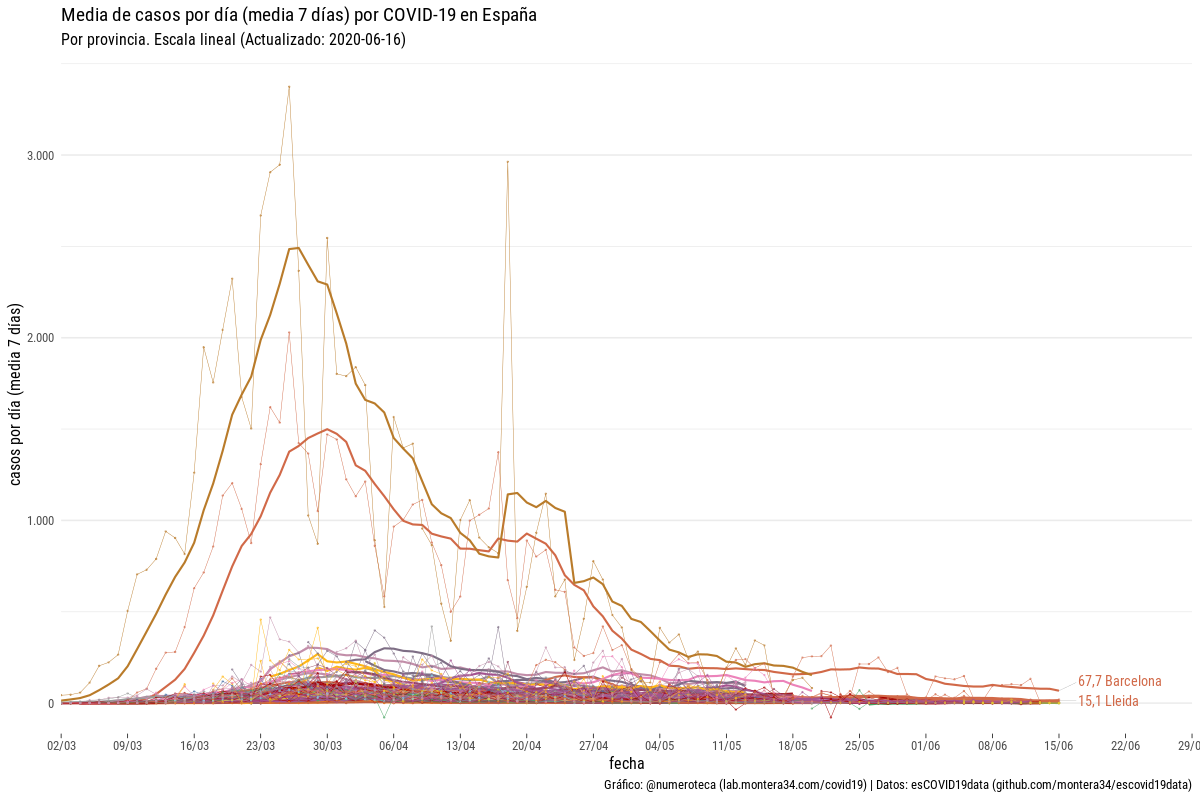 Media de casos por día (media 7 días) por COVID-19 en España
Por provincia. Escala lineal (Actualizado: 2020-06-16)
casos por día (media 7 días)
3.000
2.000
1.000
0
67,7 Barcelona
15,1 Lleida
02/03 09/03 16/03 23/03 30/03 06/04 13/04 20/04 27/04 04/05 11/05 18/05 25/05 01/06 08/06 15/06 22/06 29/0
fecha
Gráfico: @numeroteca (lab.montera34.com/covid19) | Datos: esCOVID19data (github.com/montera34/escovid19data)